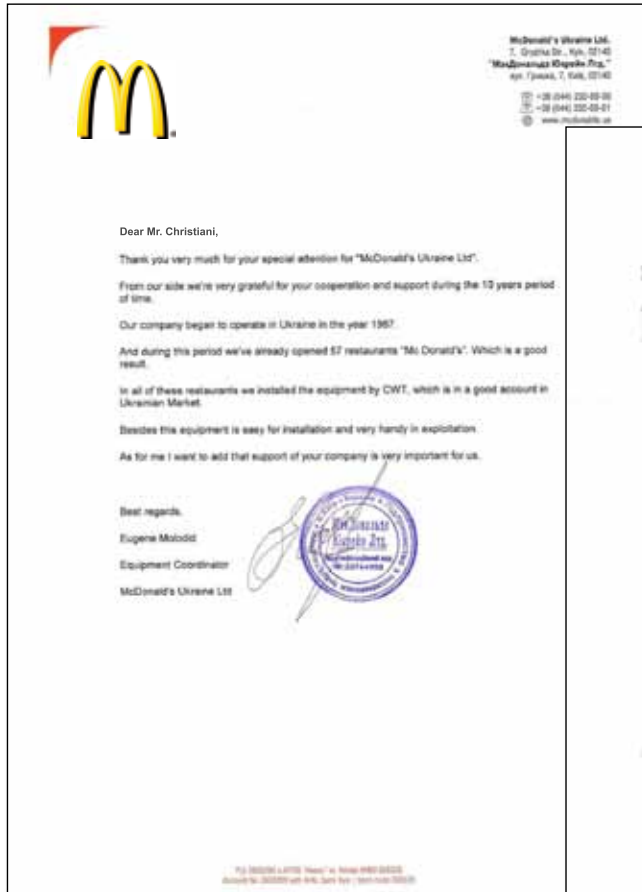 McDonald's Ukraine Ltd.
"МакДональдз Юкрейн Лтд."
Dear Mr. Christiani,
Thank you very much for your special attention for "McDonald's Ukraine Ltd".
From our side we're very grateful for your cooperation and support during the 10 years period
of time.
Our company began to operate in Ukraine in the year 1997.
And during this period we've already opened 57 restaurants "Mc Donald's". Which is a good
result.
In all of these restaurants we installed the equipment by CWT, which is in a good account in
Ukrainian Market.
Besides this equipment is easy for installation and very handy in exploitation.
As for me I want to add that support of your company is very important for us.
Best regards,
Eugene Molodid
Equipment Coordinator
McDonald's Ukraine Ltd